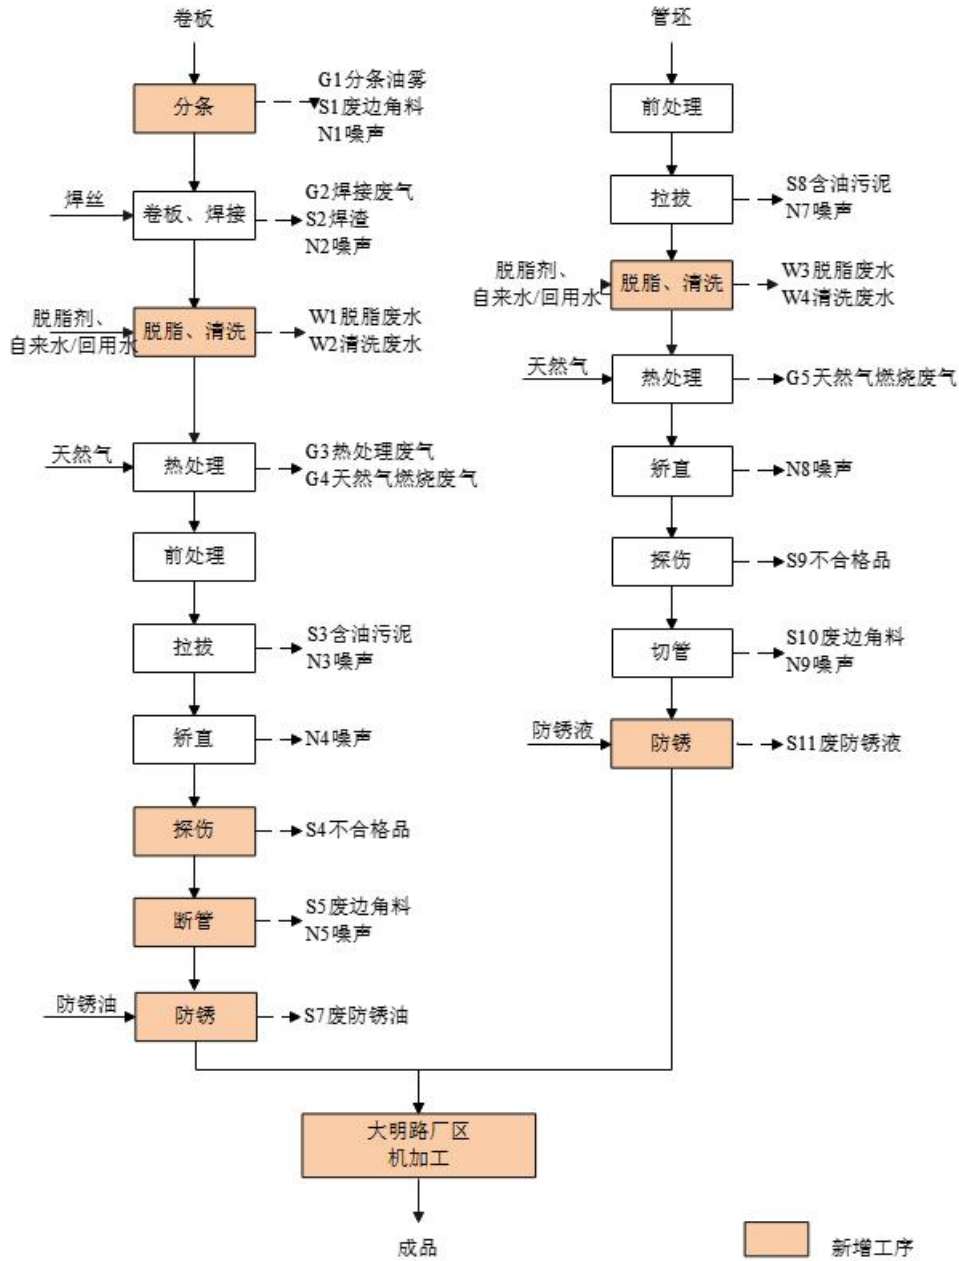 卷板
分条
G1分条油雾
S1废边角料
N1噪声
焊丝
卷板、焊接
G2焊接废气
S2焊渣
N2噪声
脱脂剂、
自来水/回用水
脱脂、清洗
W1脱脂废水
W2清洗废水
天然气
热处理
G3热处理废气
G4天然气燃烧废气
前处理
拉拔
S3含油污泥
N3噪声
矫直
N4噪声
探伤
S4不合格品
断管
S5废边角料
N5噪声
防锈油
防锈
S7废防锈油
管坯
前处理
拉拔
S8含油污泥
N7噪声
脱脂剂、
自来水/回用水
脱脂、清洗
W3脱脂废水
W4清洗废水
天然气
热处理
G5天然气燃烧废气
矫直
N8噪声
探伤
S9不合格品
切管
S10废边角料
N9噪声
防锈液
防锈
S11废防锈液
大明路厂区
机加工
成品
新增工序